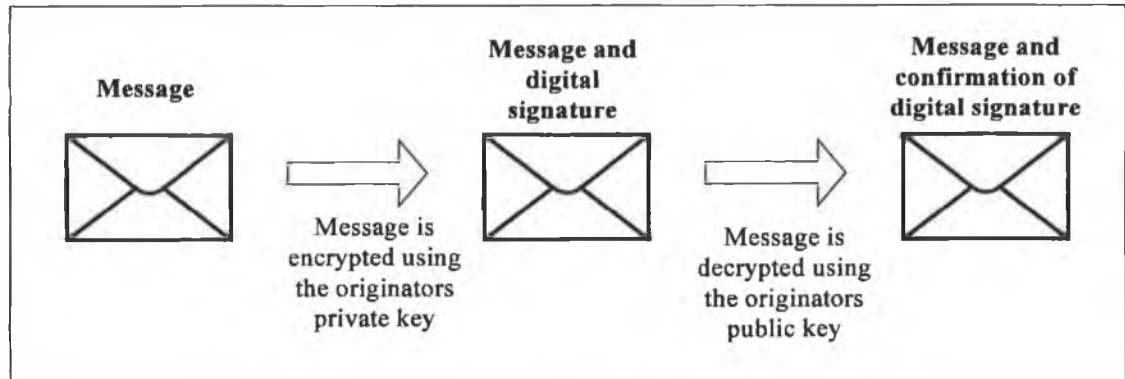 Message
Message is
encrypted using
the originators
private key
Message and
digital
signature
Message is
decrypted using
the originators
public key
Message and
confirmation of
digital signature